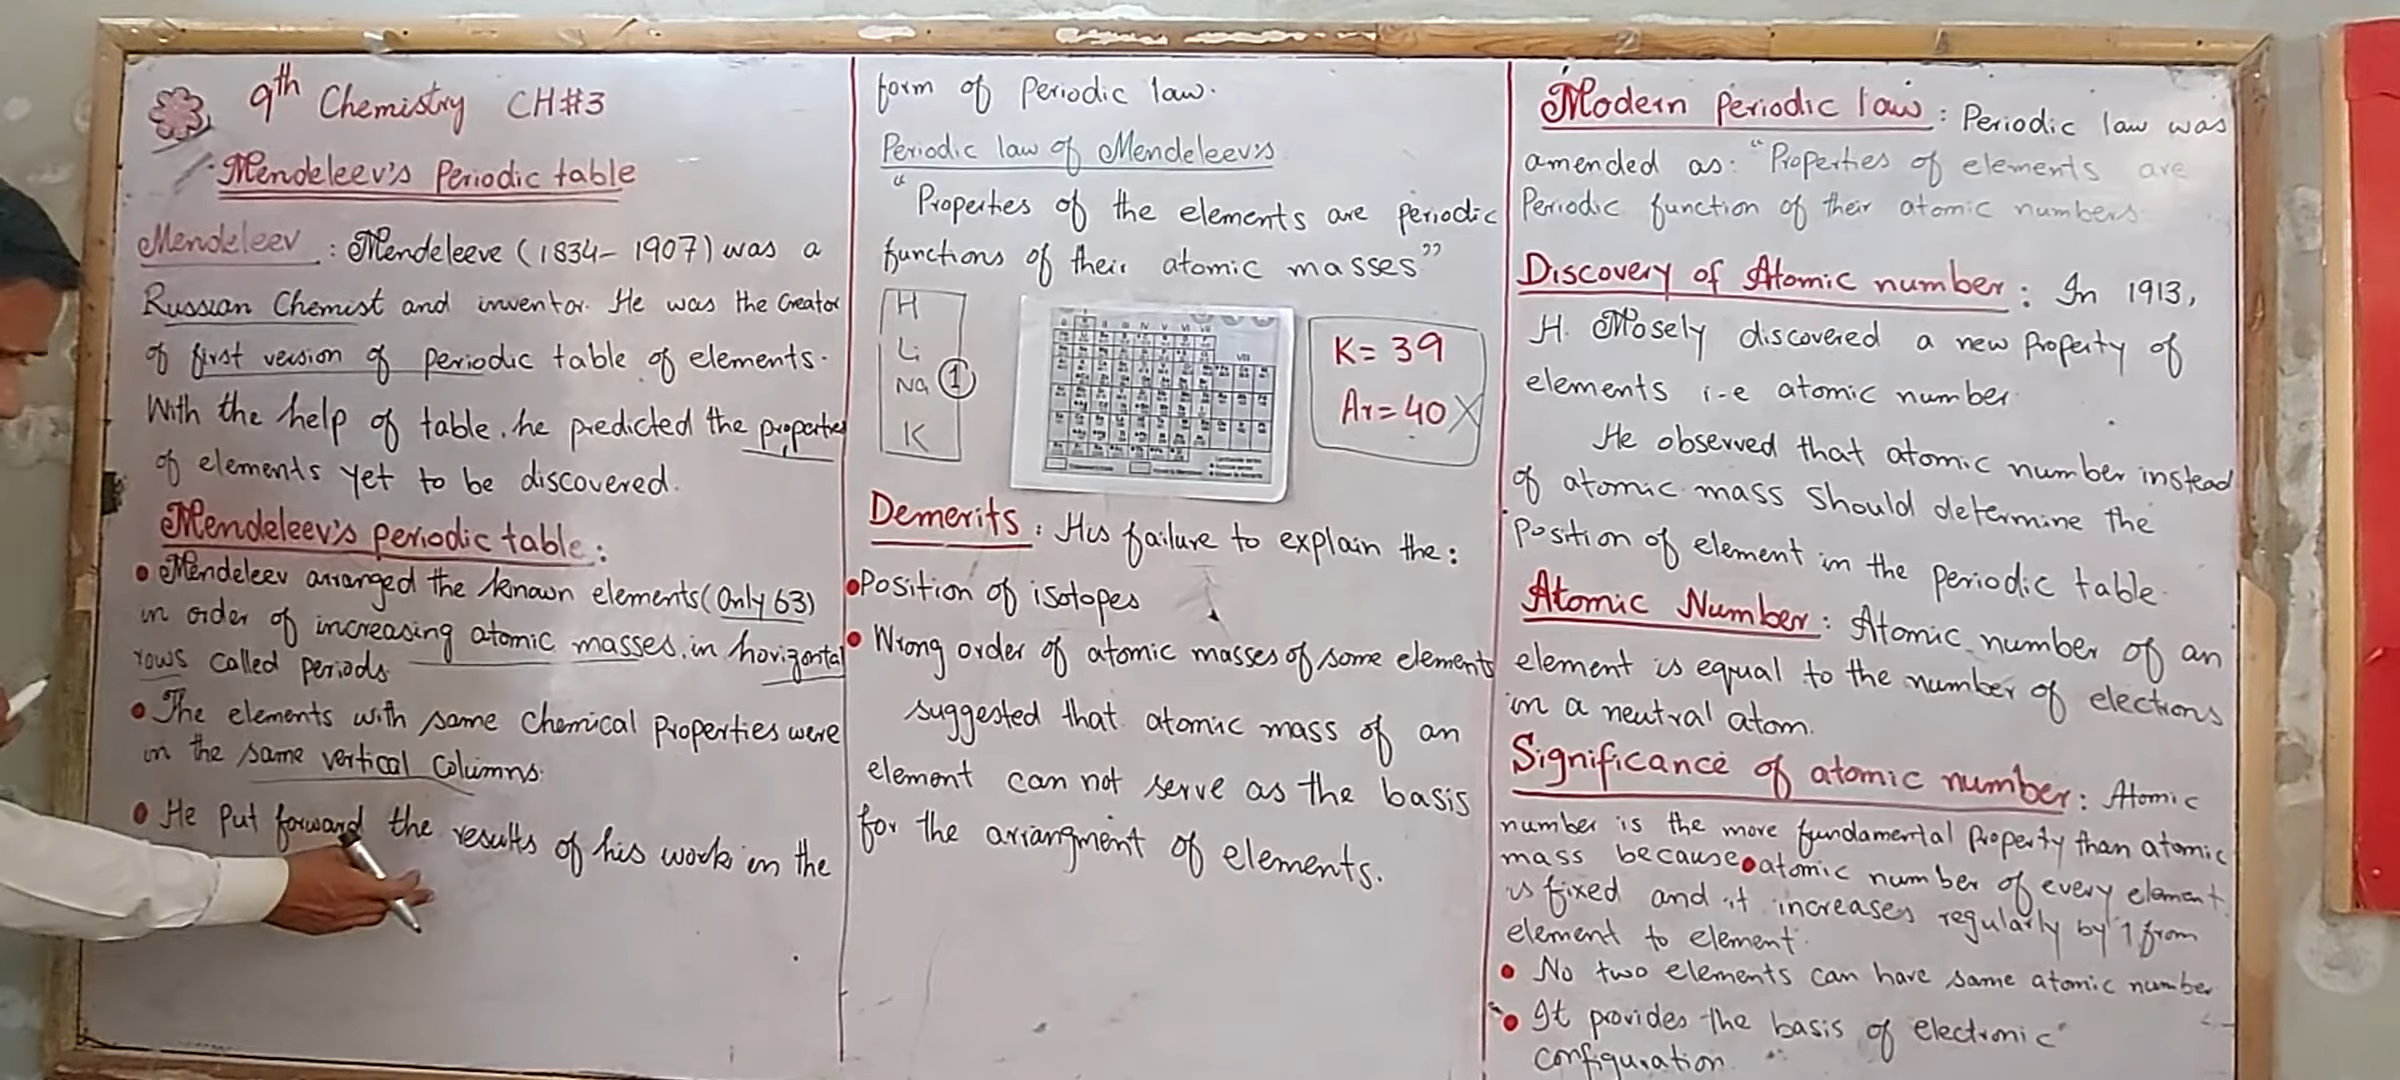 9th Chemistry CH#3
Mendeleev's Periodic table
Mendeleev : Mendeleeve (1834- 1907) was a
Russian Chemist and inventor. He was the Creator
of first version of periodic table of elements.
With the help of table, he predicted the properties
of elements yet to be discovered.
Mendeleev's periodic table:
• Mendeleev arranged the known elements (Only 63)
in order of increasing atomic masses, in horizontal
rows called periods
• The elements with same chemical Properties were
in the same vertical columns.
• He put forward the results of his work in the
form of Periodic law.
Periodic law of Mendeleev's
"Properties of the elements are periodic
functions of their atomic masses"
H
Li
Na 1
K
K= 39
Ar=40 X
Demerits : His failure to explain the:
• Position of isotopes
• Wrong order of atomic masses of some elements
suggested that atomic mass of an
element can not serve as the basis
for the arrangment of elements.
Modern Periodic law : Periodic law was
amended as: "Properties of elements are
Periodic function of their atomic numbers
Discovery of Atomic number : In 1913,
H. Mosely discovered a new Property of
elements i-e atomic number.
He observed that atomic number instead
of atomic mass should determine the
Position of element in the periodic table.
Atomic Number : Atomic number of an
element is equal to the number of electrons
in a neutral atom.
Significance of atomic number : Atomic
number is the more fundamental Property than atomic
mass because • atomic number of every element
is fixed and it increases regularly by 1 from
element to element.
• No two elements can have same atomic number
• It provides the basis of electronic
configuration